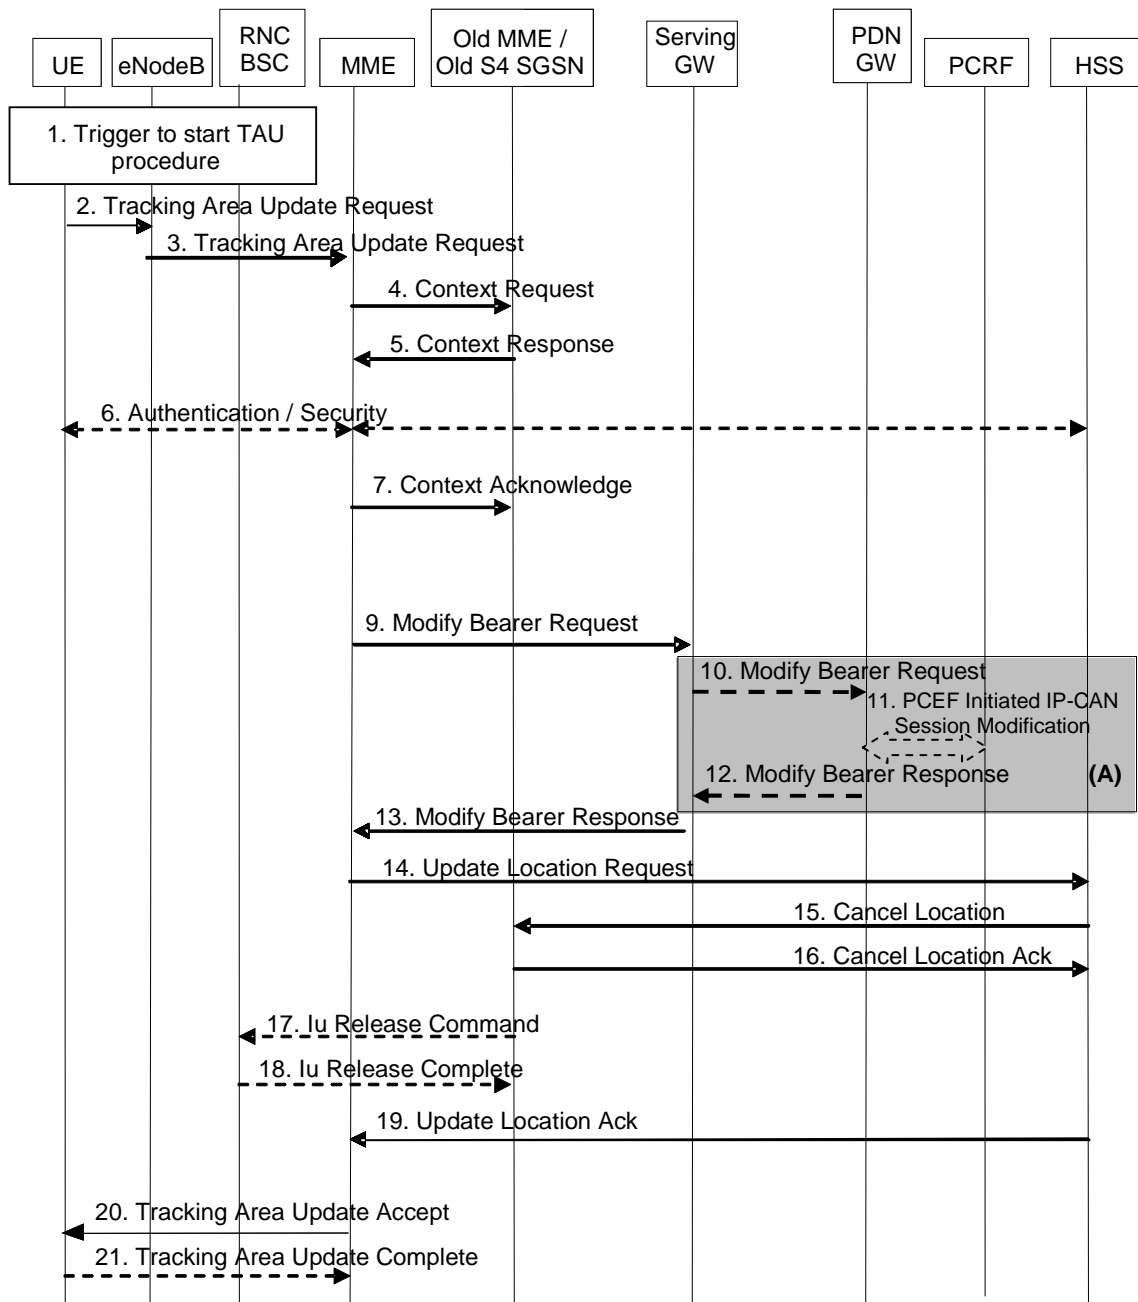 UE
eNodeB
RNC
BSC
MME
Old MME /
Old S4 SGSN
Serving
GW
PDN
GW
PCRF
HSS
1. Trigger to start TAU
procedure
2. Tracking Area Update Request
3. Tracking Area Update Request
4. Context Request
5. Context Response
6. Authentication / Security
7. Context Acknowledge
9. Modify Bearer Request
10. Modify Bearer Request
11. PCEF Initiated IP-CAN
Session Modification
12. Modify Bearer Response
(A)
13. Modify Bearer Response
14. Update Location Request
15. Cancel Location
16. Cancel Location Ack
17. Iu Release Command
18. Iu Release Complete
19. Update Location Ack
20. Tracking Area Update Accept
21. Tracking Area Update Complete